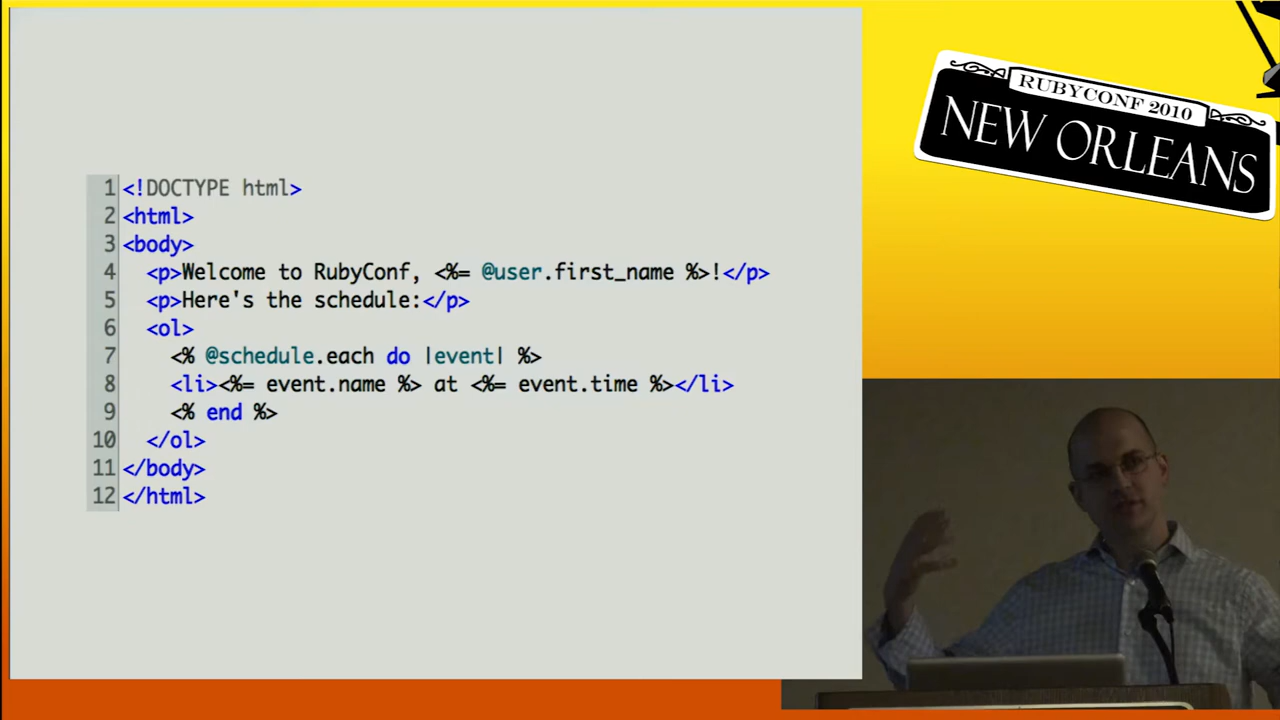 1 <!DOCTYPE html>
2 <html>
3 <body>
4   <p>Welcome to RubyConf, <%= @user.first_name %>!</p>
5   <p>Here's the schedule:</p>
6   <ol>
7     <% @schedule.each do |event| %>
8     <li><%= event.name %> at <%= event.time %></li>
9     <% end %>
10   </ol>
11 </body>
12 </html>
RUBYCONF 2010
NEW ORLEANS